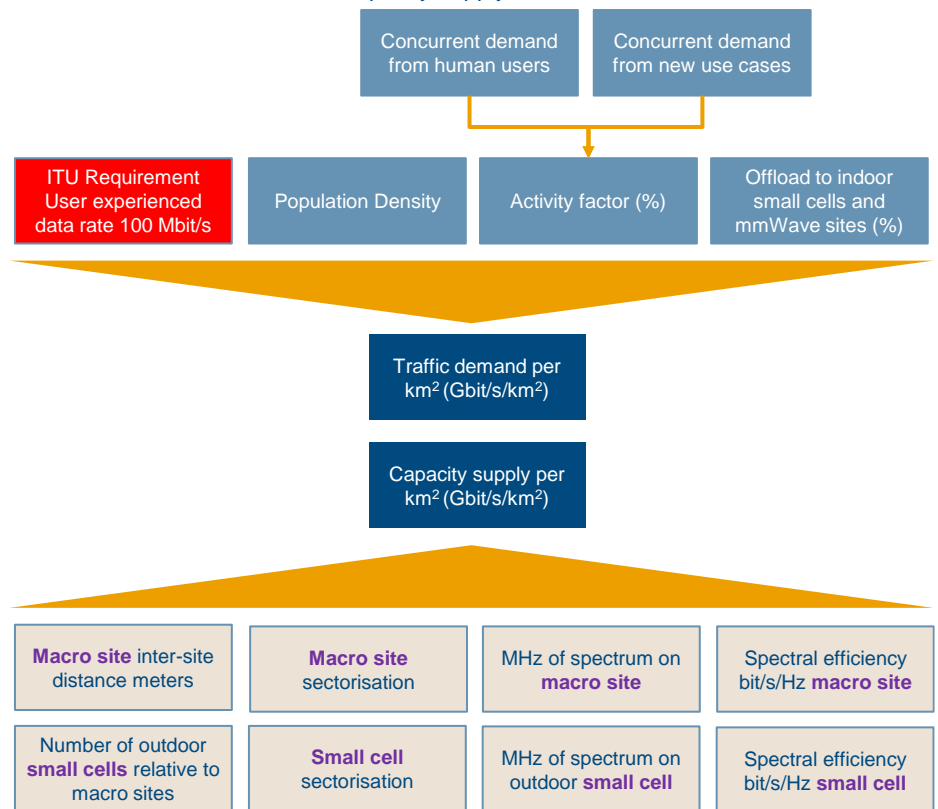 Concurrent demand
from human users
Concurrent demand
from new use cases
ITU Requirement
User experienced
data rate 100 Mbit/s
Population Density
Activity factor (%)
Offload to indoor
small cells and
mmWave sites (%)
Traffic demand per
km² (Gbit/s/km²)
Capacity supply per
km² (Gbit/s/km²)
Macro site inter-site
distance meters
Macro site
sectorisation
MHz of spectrum on
macro site
Spectral efficiency
bit/s/Hz macro site
Number of outdoor
small cells relative to
macro sites
Small cell
sectorisation
MHz of spectrum on
outdoor small cell
Spectral efficiency
bit/s/Hz small cell